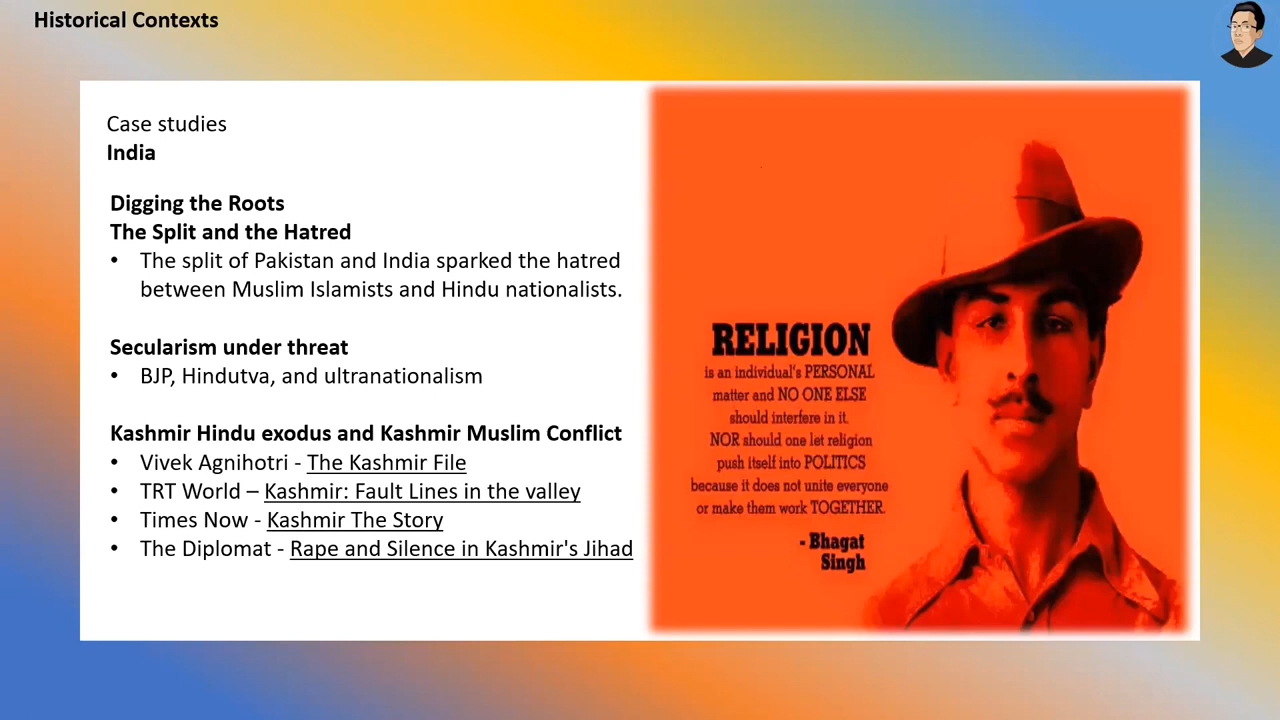 Historical Contexts
Case studies
India
Digging the Roots
The Split and the Hatred
• The split of Pakistan and India sparked the hatred
between Muslim Islamists and Hindu nationalists.
Secularism under threat
• BJP, Hindutva, and ultranationalism
Kashmir Hindu exodus and Kashmir Muslim Conflict
• Vivek Agnihotri - The Kashmir File
• TRT World – Kashmir: Fault Lines in the valley
• Times Now - Kashmir The Story
• The Diplomat - Rape and Silence in Kashmir's Jihad
RELIGION
is an individual's PERSONAL
matter and NO ONE ELSE
should interfere in it.
NOR should one let religion
push itself into POLITICS
because it does not unite everyone
or make them work TOGETHER.
- Bhagat
Singh